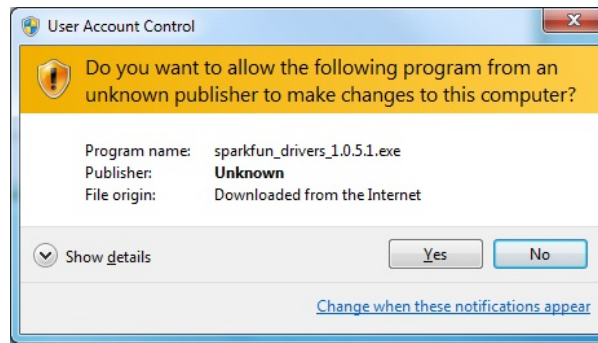 User Account Control
Do you want to allow the following program from an
unknown publisher to make changes to this computer?
Program name: sparkfun_drivers_1.0.5.1.exe
Publisher: Unknown
File origin: Downloaded from the Internet
Show details Yes No
Change when these notifications appear